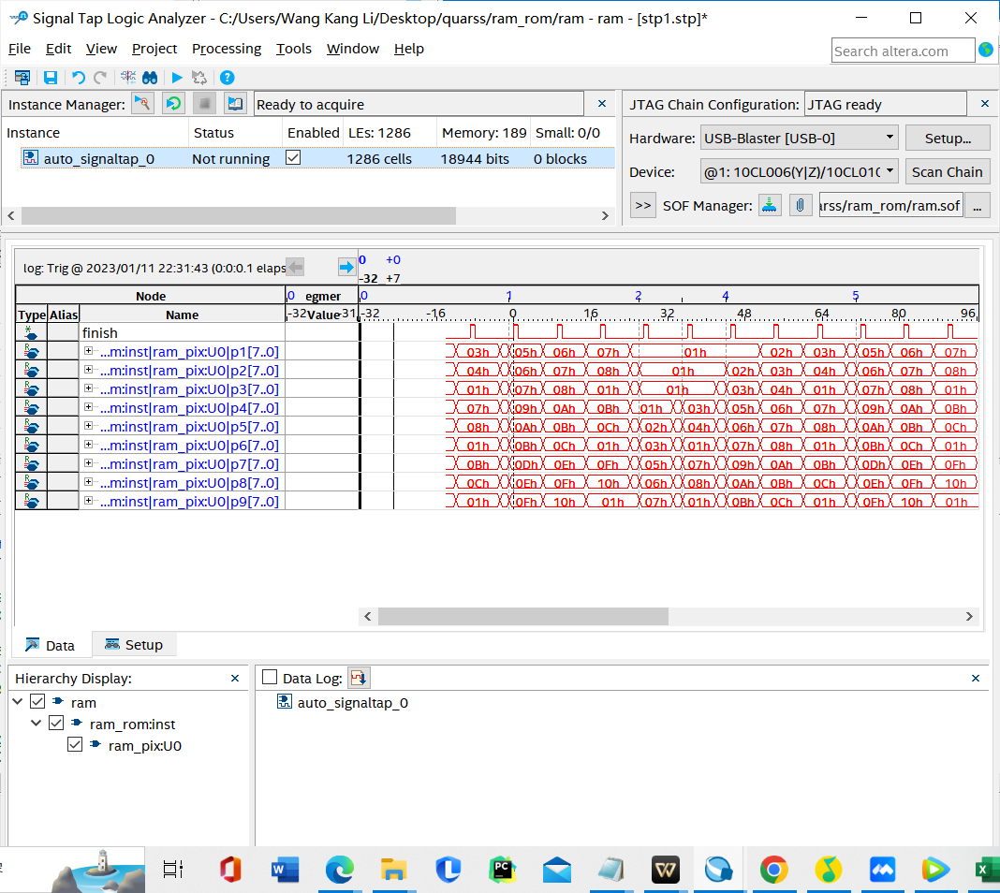 Signal Tap Logic Analyzer - C:/Users/Wang Kang Li/Desktop/quarss/ram_rom/ram - ram - [stp1.stp]*
File Edit View Project Processing Tools Window Help
Search altera.com
Instance Manager: Ready to acquire
JTAG Chain Configuration: JTAG ready
Instance Status Enabled LEs: 1286 Memory: 189 Small: 0/0
auto_signaltap_0 Not running 1286 cells 18944 bits 0 blocks
Hardware: USB-Blaster [USB-0] Setup...
Device: @1: 10CL006(Y|Z)/10CL010 Scan Chain
>> SOF Manager: arss/ram_rom/ram.sof ...
log: Trig @ 2023/01/11 22:31:43 (0:0:0.1 elaps
0 +0
-32 +7
Node 0 egmer 0 1 2 4 5
Type Alias Name -32 Value -31 -32 -16 0 16 32 48 64 80 96
finish
...m:inst|ram_pix:U0|p1[7..0] 03h 05h 06h 07h 01h 02h 03h 05h 06h 07h
...m:inst|ram_pix:U0|p2[7..0] 04h 06h 07h 08h 01h 02h 03h 04h 06h 07h 08h
...m:inst|ram_pix:U0|p3[7..0] 01h 07h 08h 01h 01h 03h 04h 01h 07h 08h 01h
...m:inst|ram_pix:U0|p4[7..0] 07h 09h 0Ah 0Bh 01h 03h 05h 06h 07h 09h 0Ah 0Bh
...m:inst|ram_pix:U0|p5[7..0] 08h 0Ah 0Bh 0Ch 02h 04h 06h 07h 08h 0Ah 0Bh 0Ch
...m:inst|ram_pix:U0|p6[7..0] 01h 0Bh 0Ch 01h 03h 01h 07h 08h 01h 0Bh 0Ch 01h
...m:inst|ram_pix:U0|p7[7..0] 0Bh 0Dh 0Eh 0Fh 05h 07h 09h 0Ah 0Bh 0Dh 0Eh 0Fh
...m:inst|ram_pix:U0|p8[7..0] 0Ch 0Eh 0Fh 10h 06h 08h 0Ah 0Bh 0Ch 0Eh 0Fh 10h
...m:inst|ram_pix:U0|p9[7..0] 01h 0Fh 10h 01h 07h 01h 0Bh 0Ch 01h 0Fh 10h 01h
Data Setup
Hierarchy Display:
ram
ram_rom:inst
ram_pix:U0
Data Log:
auto_signaltap_0